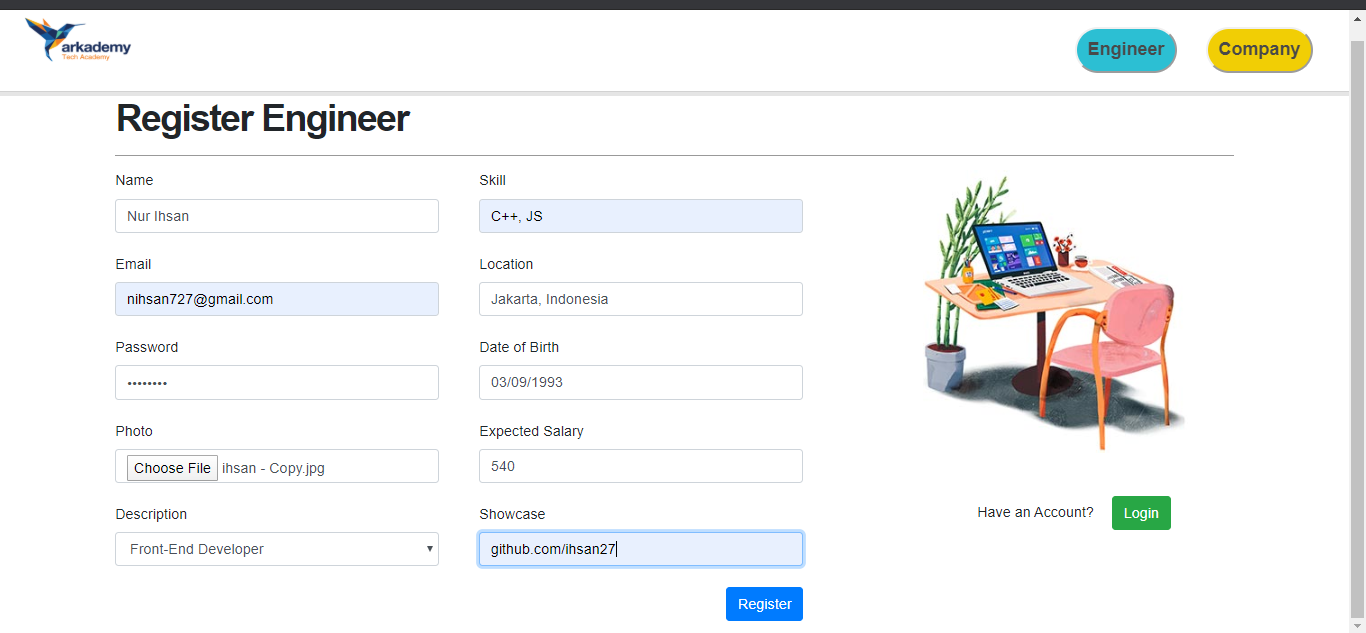 arkademy
Tech Academy
Engineer
Company
Register Engineer
Name
Nur Ihsan
Skill
C++, JS
Email
nihsan727@gmail.com
Location
Jakarta, Indonesia
Password
••••••••
Date of Birth
03/09/1993
Photo
Choose File ihsan - Copy.jpg
Expected Salary
540
Description
Front-End Developer
Showcase
github.com/ihsan27
Have an Account?
Login
Register